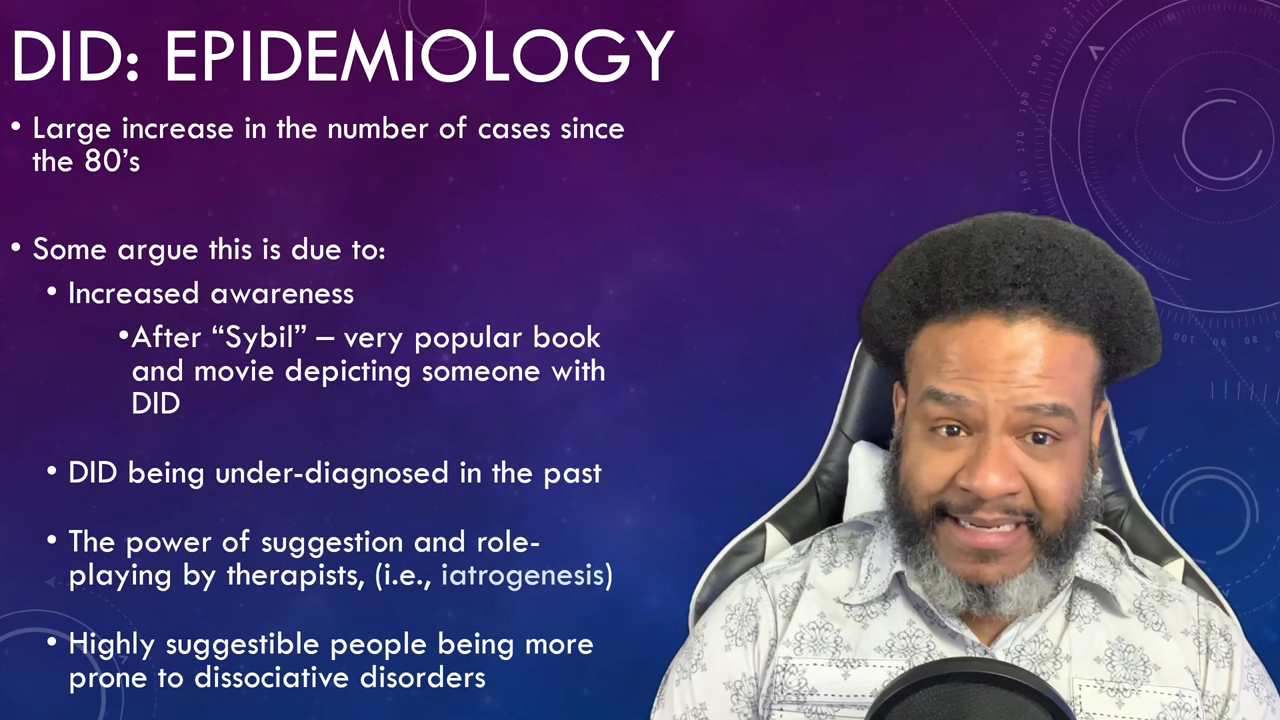 DID: EPIDEMIOLOGY
• Large increase in the number of cases since
the 80’s
• Some argue this is due to:
• Increased awareness
•After “Sybil” – very popular book
and movie depicting someone with
DID
• DID being under-diagnosed in the past
• The power of suggestion and role-
playing by therapists, (i.e., iatrogenesis)
• Highly suggestible people being more
prone to dissociative disorders